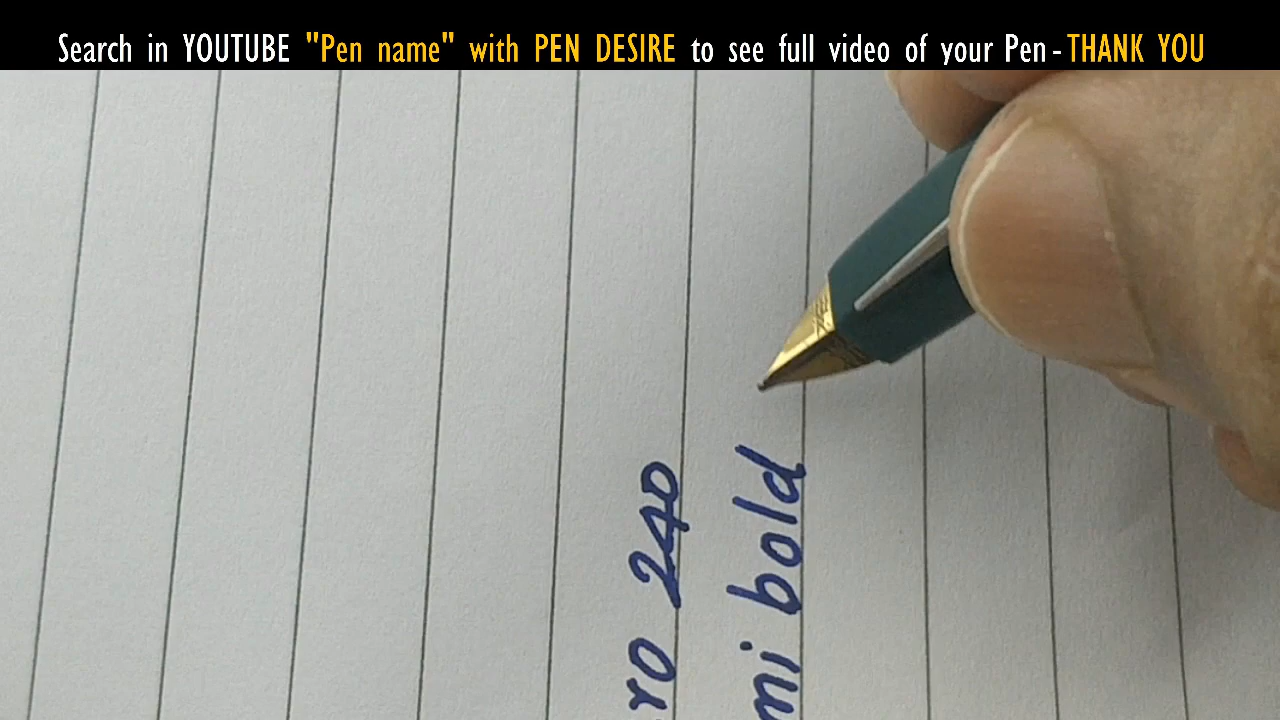 Search in YOUTUBE "Pen name" with PEN DESIRE to see full video of your Pen - THANK YOU
ro 240
mi bold